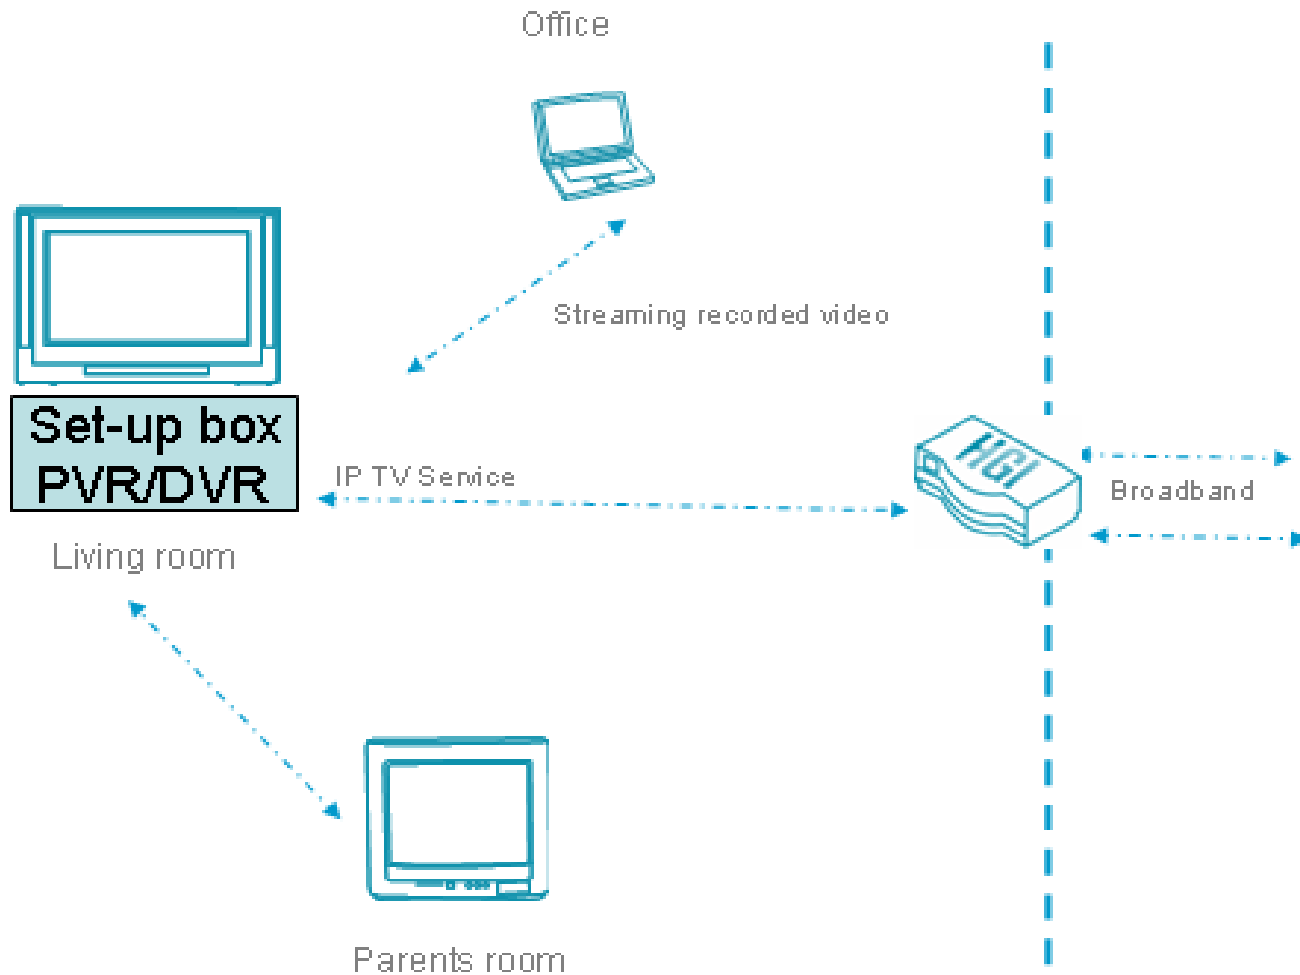 Office
Streaming recorded video
Set-up box
PVR/DVR
IP TV Service
HGI
Broadband
Living room
Parents room